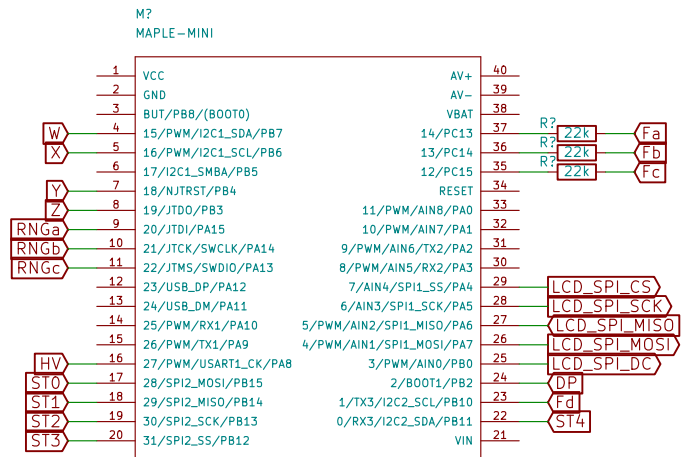 M?
MAPLE-MINI
1 VCC AV+ 40
2 GND AV- 39
3 BUT/PB8/(BOOT0) VBAT 38
W 4 15/PWM/I2C1_SDA/PB7 14/PC13 37 R? 22k Fa
X 5 16/PWM/I2C1_SCL/PB6 13/PC14 36 R? 22k Fb
6 17/I2C1_SMBA/PB5 12/PC15 35 R? 22k Fc
Y 7 18/NJTRST/PB4 RESET 34
Z 8 19/JTDO/PB3 11/PWM/AIN8/PA0 33
RNGa 9 20/JTDI/PA15 10/PWM/AIN7/PA1 32
RNGb 10 21/JTCK/SWCLK/PA14 9/PWM/AIN6/TX2/PA2 31
RNGc 11 22/JTMS/SWDIO/PA13 8/PWM/AIN5/RX2/PA3 30
12 23/USB_DP/PA12 7/AIN4/SPI1_SS/PA4 29 LCD_SPI_CS
13 24/USB_DM/PA11 6/AIN3/SPI1_SCK/PA5 28 LCD_SPI_SCK
14 25/PWM/RX1/PA10 5/PWM/AIN2/SPI1_MISO/PA6 27 LCD_SPI_MISO
15 26/PWM/TX1/PA9 4/PWM/AIN1/SPI1_MOSI/PA7 26 LCD_SPI_MOSI
HV 16 27/PWM/USART1_CK/PA8 3/PWM/AIN0/PB0 25 LCD_SPI_DC
ST0 17 28/SPI2_MOSI/PB15 2/BOOT1/PB2 24 DP
ST1 18 29/SPI2_MISO/PB14 1/TX3/I2C2_SCL/PB10 23 Fd
ST2 19 30/SPI2_SCK/PB13 0/RX3/I2C2_SDA/PB11 22 ST4
ST3 20 31/SPI2_SS/PB12 VIN 21